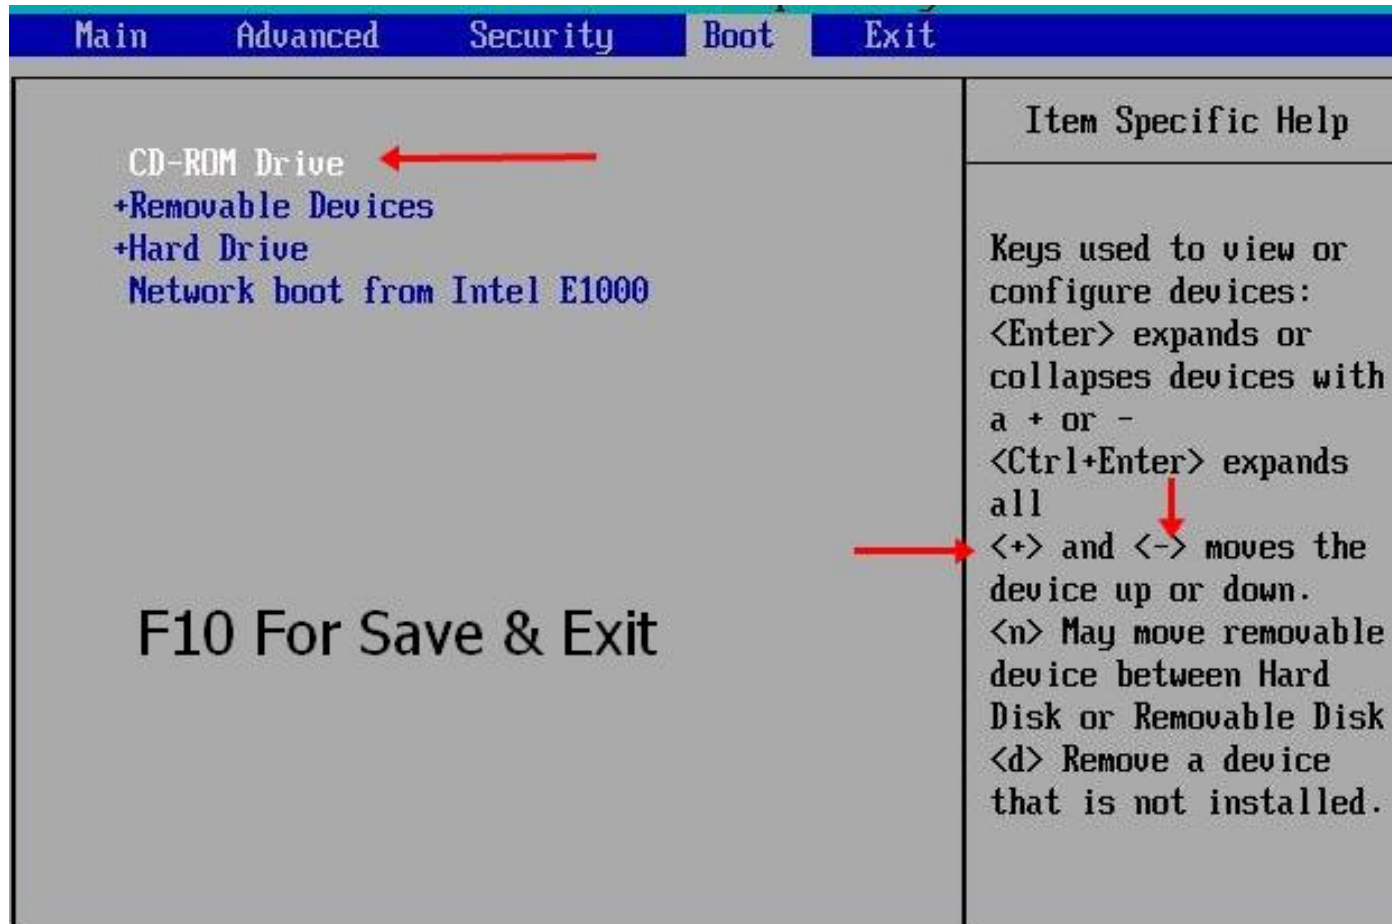 Main Advanced Security Boot Exit
CD-ROM Drive
+Removable Devices
+Hard Drive
Network boot from Intel E1000
F10 For Save & Exit
Item Specific Help
Keys used to view or
configure devices:
<Enter> expands or
collapses devices with
a + or -
<Ctrl+Enter> expands
all
<+> and <-> moves the
device up or down.
<n> May move removable
device between Hard
Disk or Removable Disk
<d> Remove a device
that is not installed.